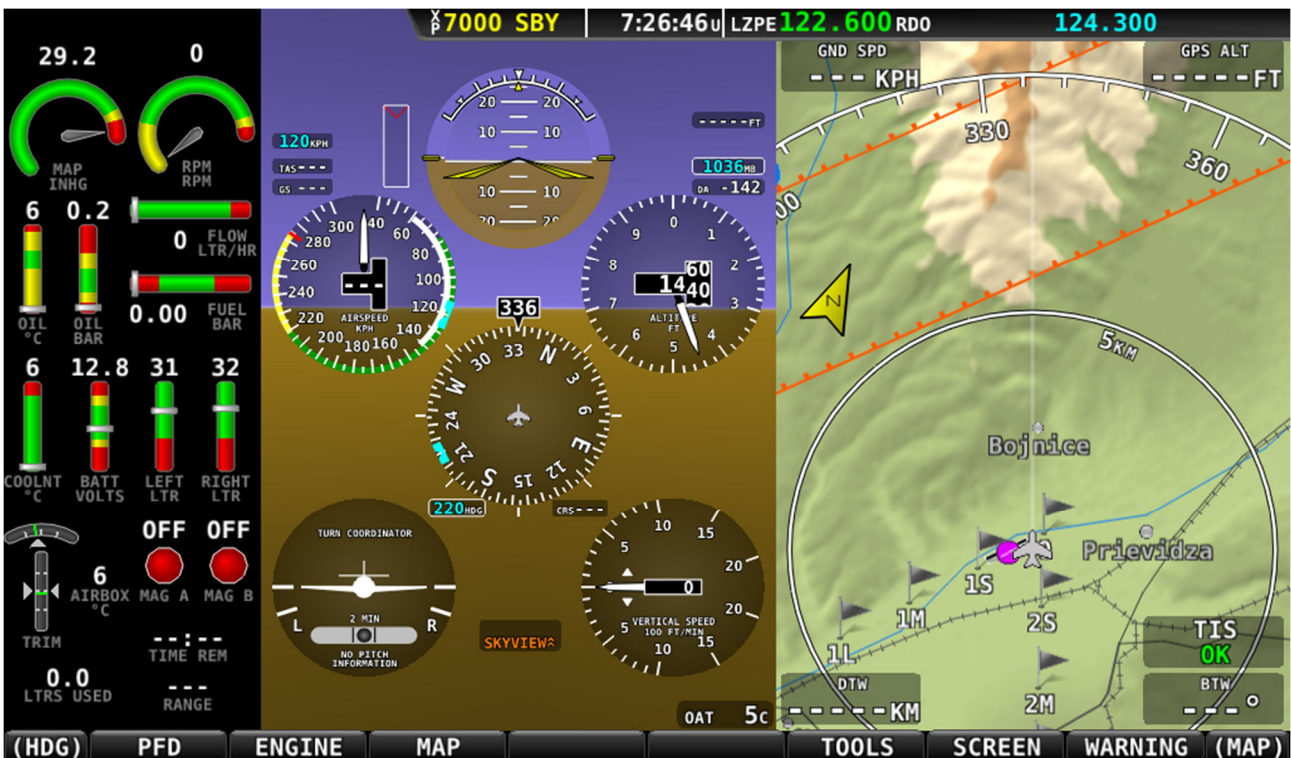 XP 7000 SBY
7:26:46U
LZPE 122.600 RDO
124.300
29.2
0
MAP
INHG
RPM
RPM
6
0.2
0
FLOW
LTR/HR
0.00
FUEL
BAR
OIL
°C
OIL
BAR
6
12.8
31
32
COOLNT
°C
BATT
VOLTS
LEFT
LTR
RIGHT
LTR
OFF
OFF
6
AIRBOX
°C
MAG A
MAG B
TRIM
--:--
TIME REM
0.0
LTRS USED
---
RANGE
120KPH
TAS---
GS ---
20 20
10 10
10 10
20 20
-----FT
1036MB
DA -142
300
40
60
80
100
120
140
160
180
200
220
240
260
280
---
AIRSPEED
KPH
0
1
2
3
4
5
6
7
8
9
14
60
40
FT
336
33
N
3
6
E
12
15
S
21
24
W
30
220HDG
CRS---
TURN COORDINATOR
L
R
2 MIN
NO PITCH
INFORMATION
SKYVIEW
10
15
5
20
0
20
5
15
10
VERTICAL SPEED
100 FT/MIN
OAT 5C
GND SPD
--- KPH
GPS ALT
-----FT
330
360
N
5KM
Bojnice
Prievidza
1S
1M
1L
2S
2M
TIS
OK
DTW
-----KM
BTW
---°
(HDG)
PFD
ENGINE
MAP
TOOLS
SCREEN
WARNING
(MAP)